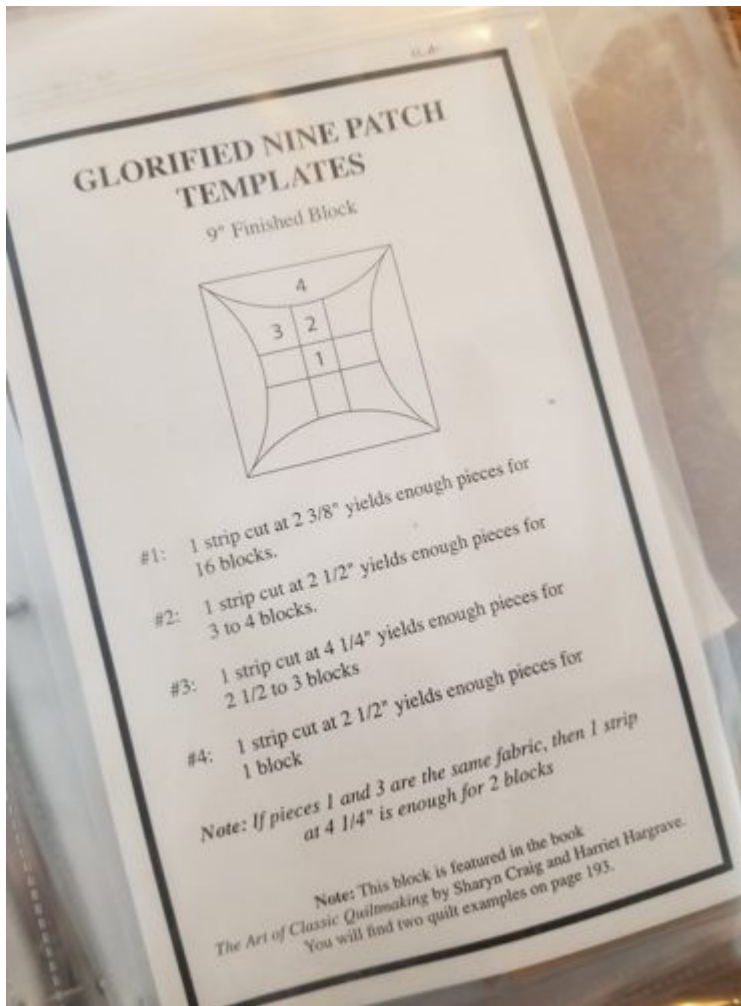 GLORIFIED NINE PATCH
TEMPLATES
9" Finished Block
4
3 2
1
#1: 1 strip cut at 2 3/8" yields enough pieces for
16 blocks.
#2: 1 strip cut at 2 1/2" yields enough pieces for
3 to 4 blocks.
#3: 1 strip cut at 4 1/4" yields enough pieces for
2 1/2 to 3 blocks
#4: 1 strip cut at 2 1/2" yields enough pieces for
1 block
Note: If pieces 1 and 3 are the same fabric, then 1 strip
at 4 1/4" is enough for 2 blocks
Note: This block is featured in the book
The Art of Classic Quiltmaking by Sharyn Craig and Harriet Hargrave.
You will find two quilt examples on page 193.